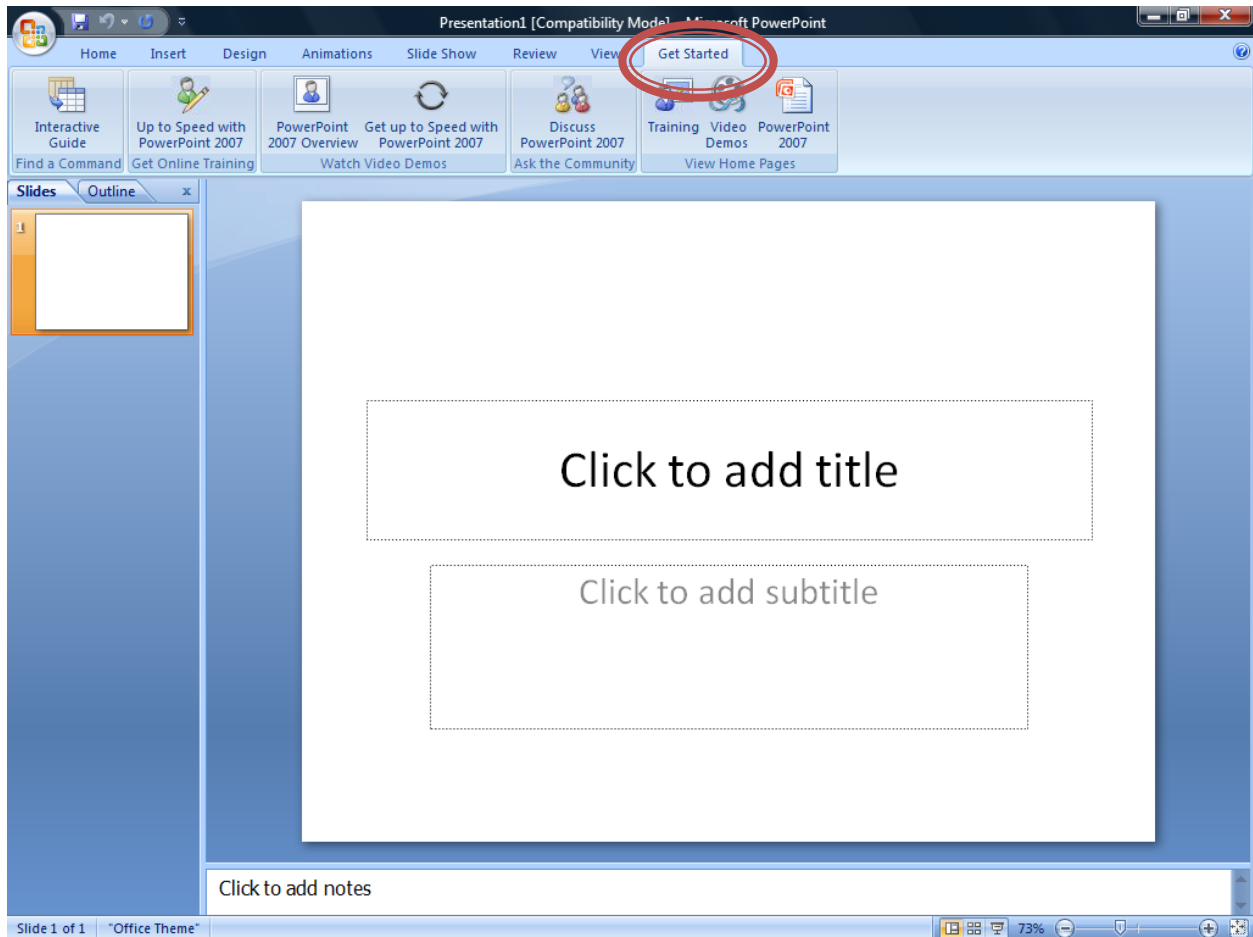 Presentation1 [Compatibility Mode] - Microsoft PowerPoint
Home Insert Design Animations Slide Show Review View Get Started
Interactive Guide
Up to Speed with PowerPoint 2007
PowerPoint 2007 Overview
Get up to Speed with PowerPoint 2007
Discuss PowerPoint 2007
Training
Video Demos
PowerPoint 2007
Find a Command Get Online Training Watch Video Demos Ask the Community View Home Pages
Slides Outline x
1
Click to add title
Click to add subtitle
Click to add notes
Slide 1 of 1 "Office Theme" 73%